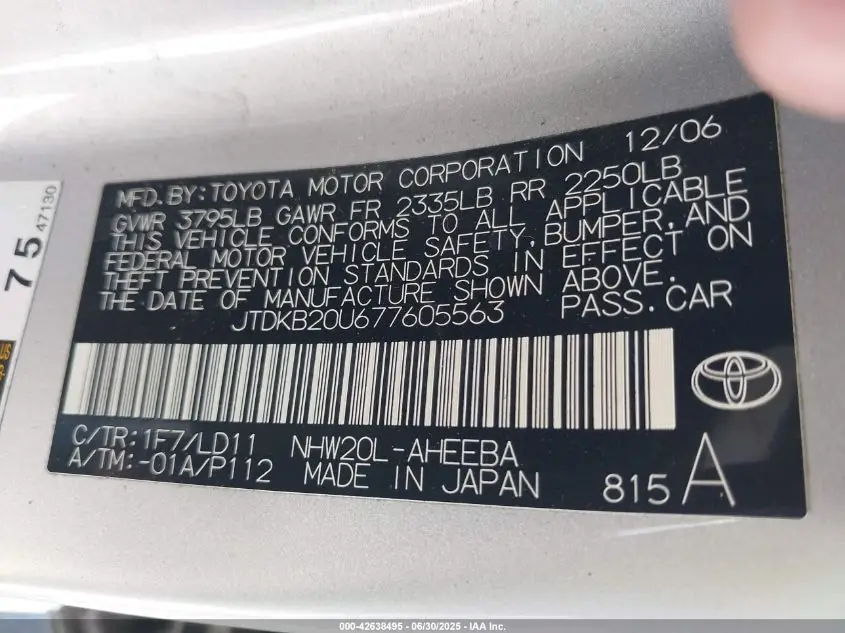 MFD.BY:TOYOTA MOTOR CORPORATION 12/06
GVWR 3795LB GAWR FR 2335LB RR 2250LB
THIS VEHICLE CONFORMS TO ALL APPLICABLE
FEDERAL MOTOR VEHICLE SAFETY,BUMPER,AND
THEFT PREVENTION STANDARDS IN EFFECT ON
THE DATE OF MANUFACTURE SHOWN ABOVE.
JTDKB20U677605563 PASS.CAR
C/TR:1F7/LD11 NHW20L-AHEEBA
A/TM:-01A/P112 MADE IN JAPAN 815 A
75
47130
000-42638495 - 06/30/2025 - IAA Inc.